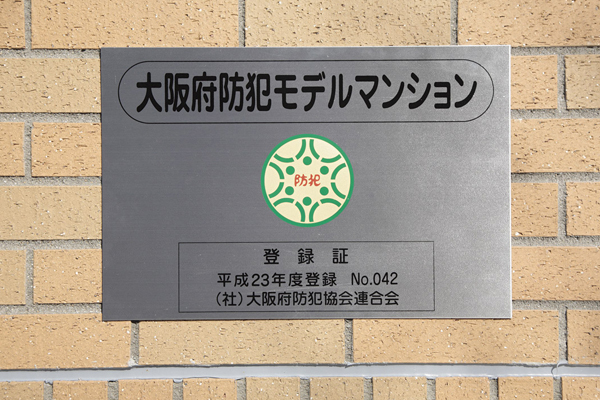 大阪府防犯モデルマンション
防犯
登録証
平成23年度登録 No.042
（社）大阪府防犯協会連合会